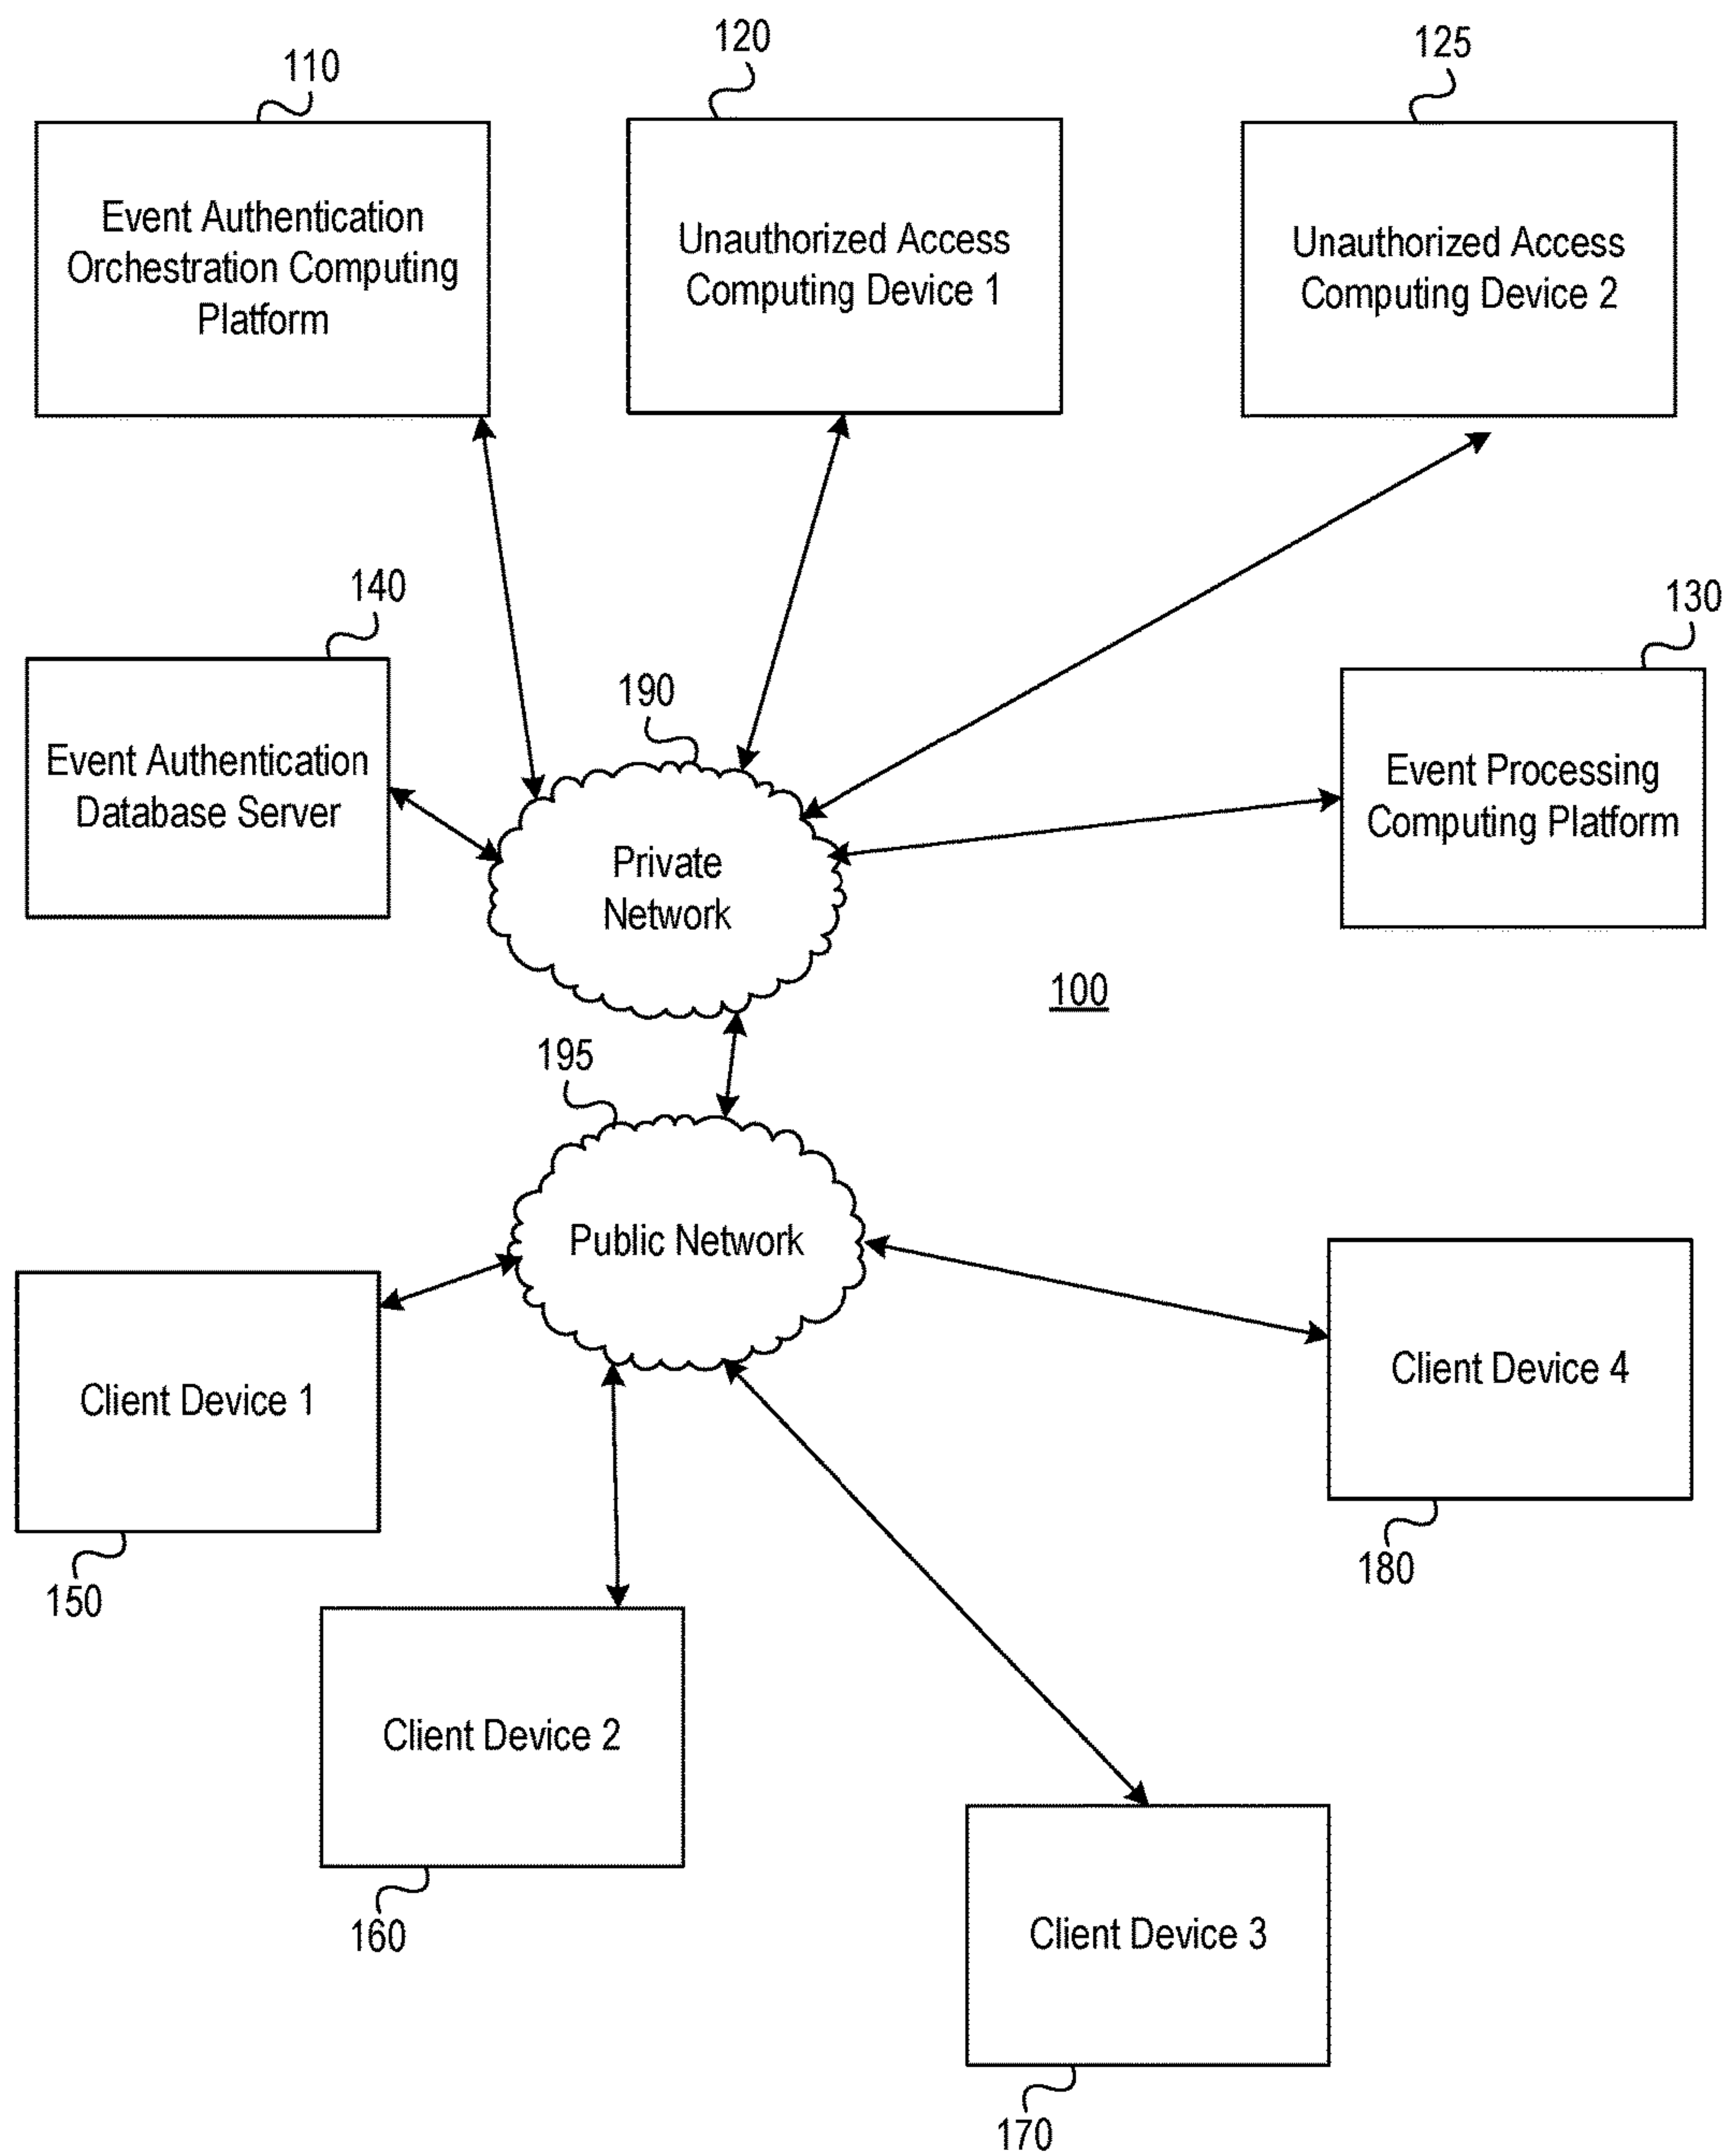 110
120
125
Event Authentication
Orchestration Computing
Platform
Unauthorized Access
Computing Device 1
Unauthorized Access
Computing Device 2
140
130
190
Event Authentication
Database Server
Event Processing
Computing Platform
Private
Network
100
195
Public Network
Client Device 1
Client Device 4
150
180
Client Device 2
160
Client Device 3
170